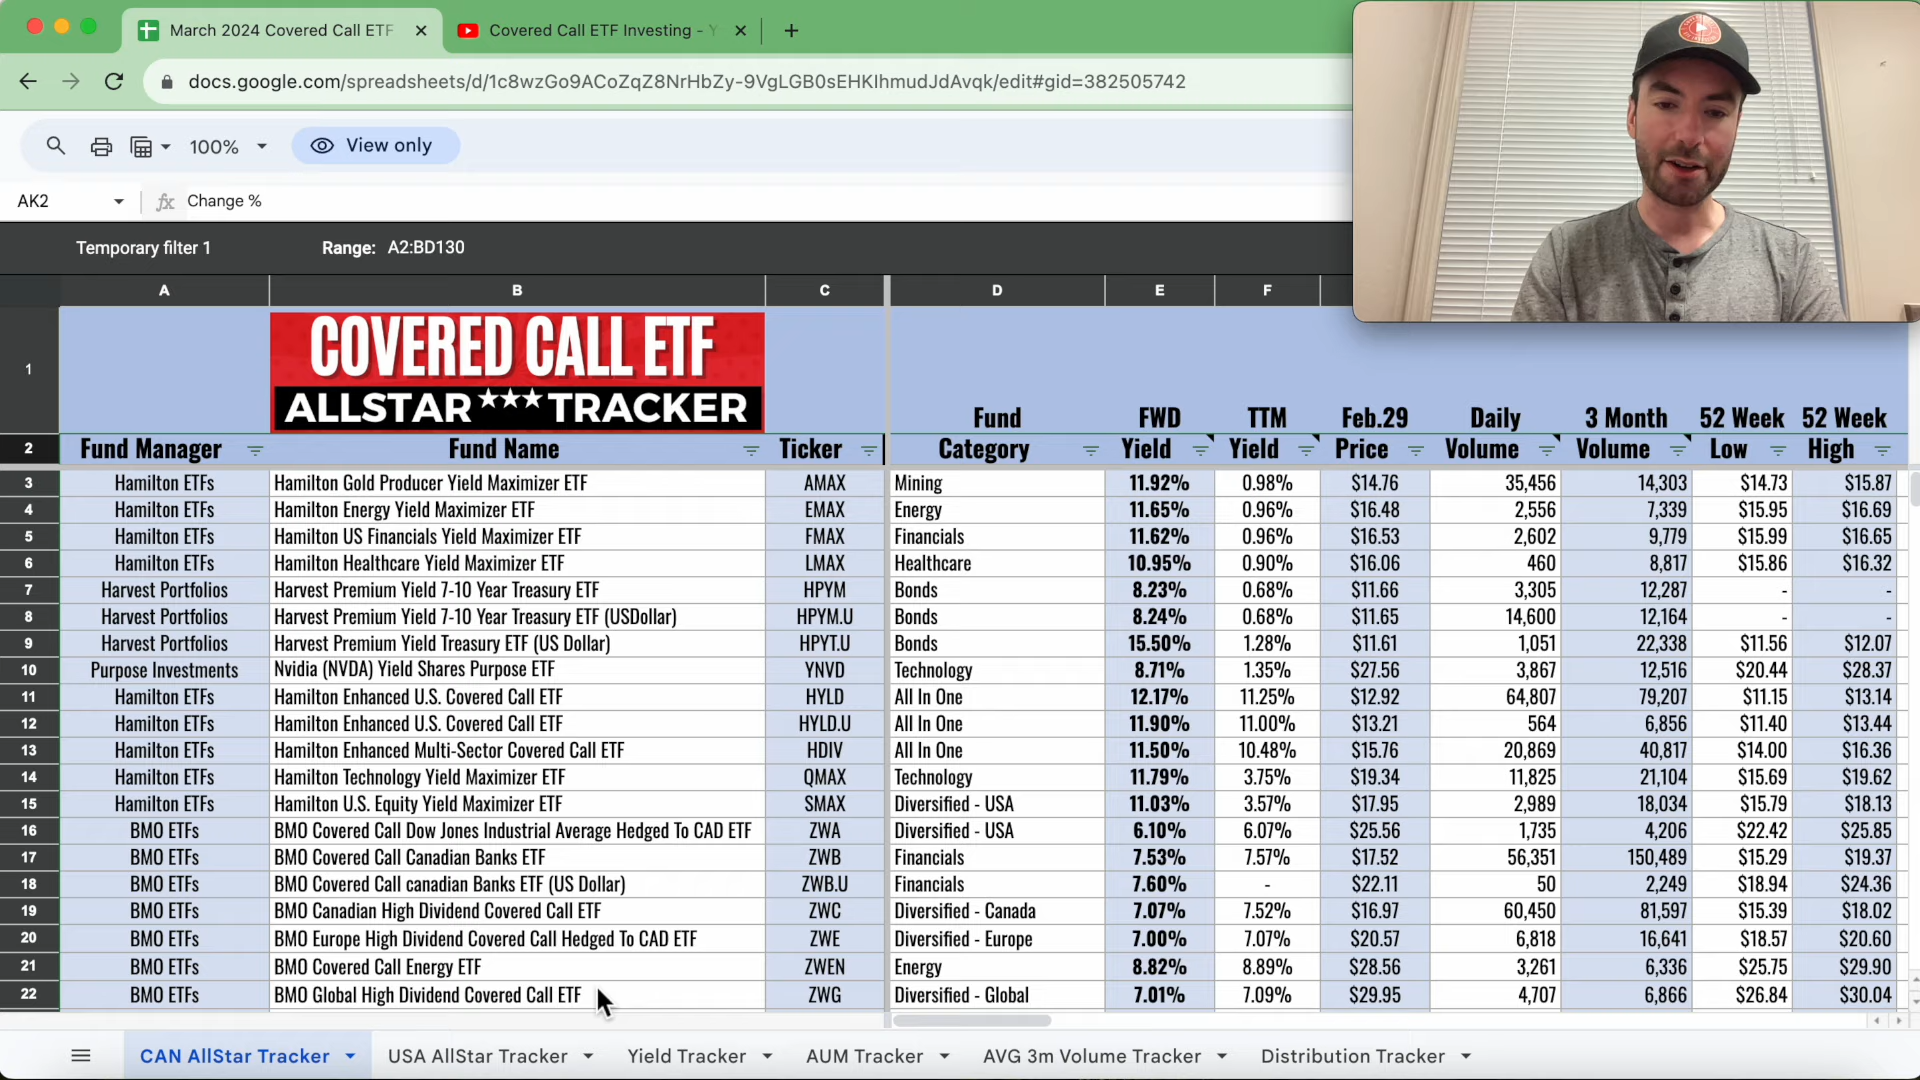 March 2024 Covered Call ETF
Covered Call ETF Investing - Y
docs.google.com/spreadsheets/d/1c8wzGo9ACoZqZ8NrHbZy-9VgLGB0sEHKIhmudJdAvqk/edit#gid=382505742
100% View only
AK2 fx Change %
Temporary filter 1 Range: A2:BD130
A B C D E F
1 COVERED CALL ETF
ALLSTAR ★★★ TRACKER
Fund FWD TTM Feb.29 Daily 3 Month 52 Week 52 Week
2 Fund Manager Fund Name Ticker Category Yield Yield Price Volume Volume Low High
3 Hamilton ETFs Hamilton Gold Producer Yield Maximizer ETF AMAX Mining 11.92% 0.98% $14.76 35,456 14,303 $14.73 $15.87
4 Hamilton ETFs Hamilton Energy Yield Maximizer ETF EMAX Energy 11.65% 0.96% $16.48 2,556 7,339 $15.95 $16.69
5 Hamilton ETFs Hamilton US Financials Yield Maximizer ETF FMAX Financials 11.62% 0.96% $16.53 2,602 9,779 $15.99 $16.65
6 Hamilton ETFs Hamilton Healthcare Yield Maximizer ETF LMAX Healthcare 10.95% 0.90% $16.06 460 8,817 $15.86 $16.32
7 Harvest Portfolios Harvest Premium Yield 7-10 Year Treasury ETF HPYM Bonds 8.23% 0.68% $11.66 3,305 12,287 - -
8 Harvest Portfolios Harvest Premium Yield 7-10 Year Treasury ETF (USDollar) HPYM.U Bonds 8.24% 0.68% $11.65 14,600 12,164 - -
9 Harvest Portfolios Harvest Premium Yield Treasury ETF (US Dollar) HPYT.U Bonds 15.50% 1.28% $11.61 1,051 22,338 $11.56 $12.07
10 Purpose Investments Nvidia (NVDA) Yield Shares Purpose ETF YNVD Technology 8.71% 1.35% $27.56 3,867 12,516 $20.44 $28.37
11 Hamilton ETFs Hamilton Enhanced U.S. Covered Call ETF HYLD All In One 12.17% 11.25% $12.92 64,807 79,207 $11.15 $13.14
12 Hamilton ETFs Hamilton Enhanced U.S. Covered Call ETF HYLD.U All In One 11.90% 11.00% $13.21 564 6,856 $11.40 $13.44
13 Hamilton ETFs Hamilton Enhanced Multi-Sector Covered Call ETF HDIV All In One 11.50% 10.48% $15.76 20,869 40,817 $14.00 $16.36
14 Hamilton ETFs Hamilton Technology Yield Maximizer ETF QMAX Technology 11.79% 3.75% $19.34 11,825 21,104 $15.69 $19.62
15 Hamilton ETFs Hamilton U.S. Equity Yield Maximizer ETF SMAX Diversified - USA 11.03% 3.57% $17.95 2,989 18,034 $15.79 $18.13
16 BMO ETFs BMO Covered Call Dow Jones Industrial Average Hedged To CAD ETF ZWA Diversified - USA 6.10% 6.07% $25.56 1,735 4,206 $22.42 $25.85
17 BMO ETFs BMO Covered Call Canadian Banks ETF ZWB Financials 7.53% 7.57% $17.52 56,351 150,489 $15.29 $19.37
18 BMO ETFs BMO Covered Call canadian Banks ETF (US Dollar) ZWB.U Financials 7.60% - $22.11 50 2,249 $18.94 $24.36
19 BMO ETFs BMO Canadian High Dividend Covered Call ETF ZWC Diversified - Canada 7.07% 7.52% $16.97 60,450 81,597 $15.39 $18.02
20 BMO ETFs BMO Europe High Dividend Covered Call Hedged To CAD ETF ZWE Diversified - Europe 7.00% 7.07% $20.57 6,818 16,641 $18.57 $20.60
21 BMO ETFs BMO Covered Call Energy ETF ZWEN Energy 8.82% 8.89% $28.56 3,261 6,336 $25.75 $29.90
22 BMO ETFs BMO Global High Dividend Covered Call ETF ZWG Diversified - Global 7.01% 7.09% $29.95 4,707 6,866 $26.84 $30.04
CAN AllStar Tracker USA AllStar Tracker Yield Tracker AUM Tracker AVG 3m Volume Tracker Distribution Tracker